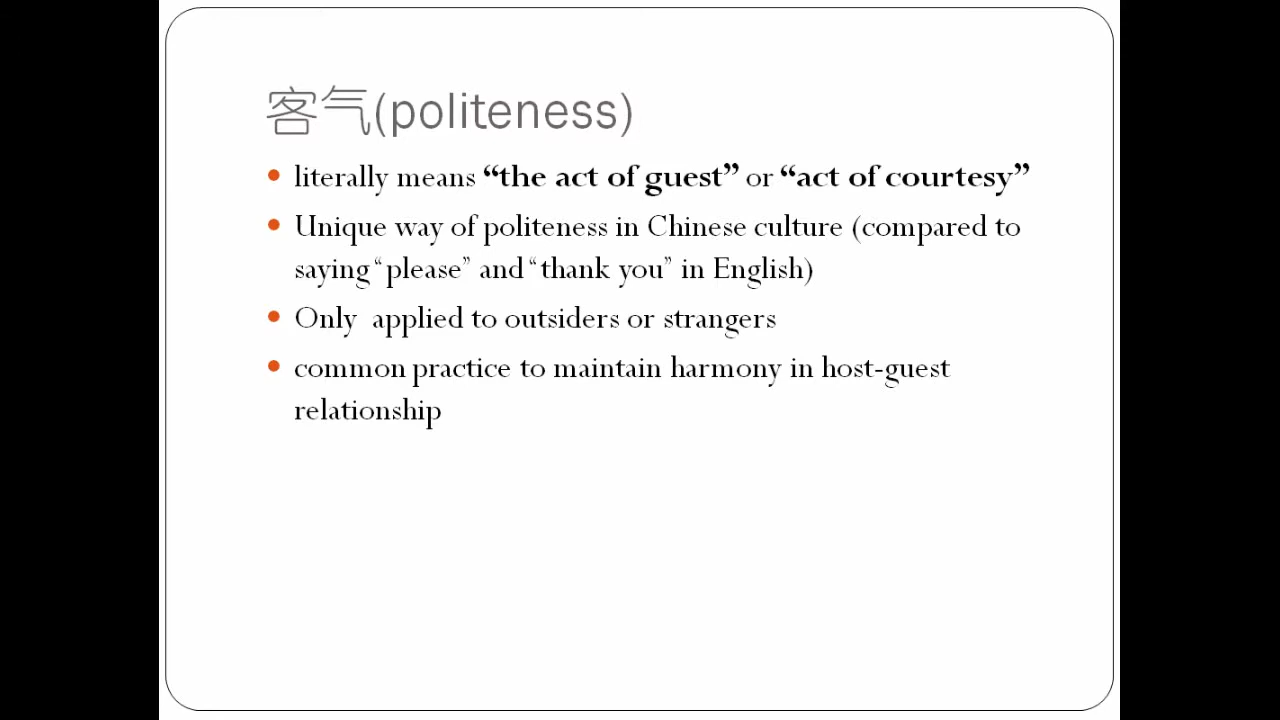 客气(politeness)
literally means “the act of guest” or “act of courtesy”
Unique way of politeness in Chinese culture (compared to
saying “please” and “thank you” in English)
Only applied to outsiders or strangers
common practice to maintain harmony in host-guest
relationship